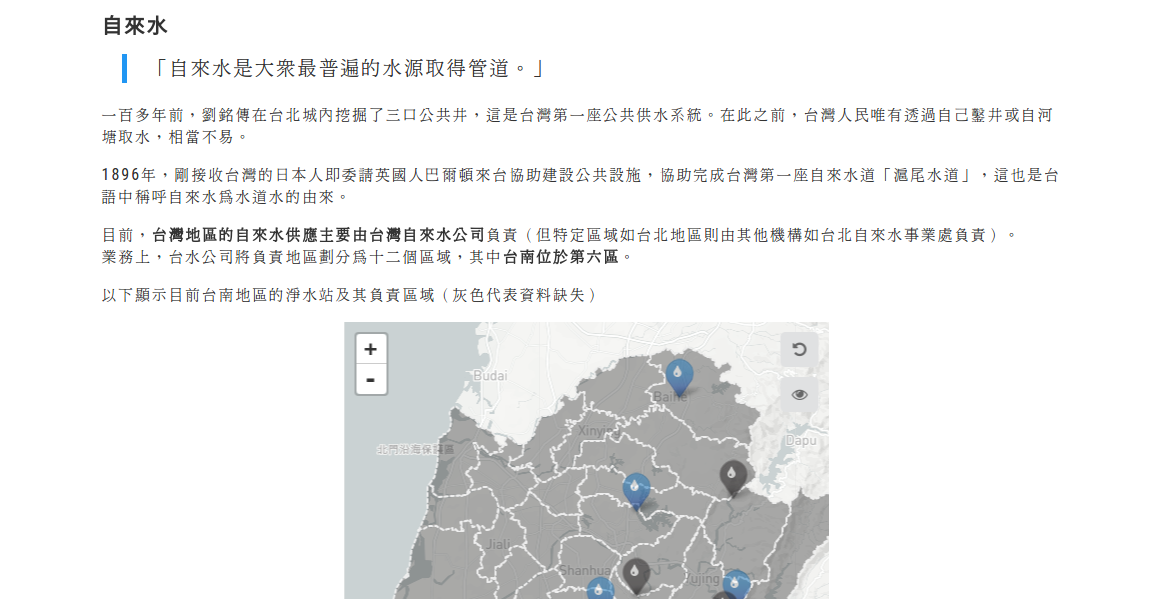 自來水
「自來水是大眾最普遍的水源取得管道。」
一百多年前，劉銘傳在台北城內挖掘了三口公共井，這是台灣第一座公共供水系統。在此之前，台灣人民唯有透過自己鑿井或自河
塘取水，相當不易。
1896年，剛接收台灣的日本人即委請英國人巴爾頓來台協助建設公共設施，協助完成台灣第一座自來水道「滬尾水道」，這也是台
語中稱呼自來水為水道水的由來。
目前，台灣地區的自來水供應主要由台灣自來水公司負責（但特定區域如台北地區則由其他機構如台北自來水事業處負責）。
業務上，台水公司將負責地區劃分為十二個區域，其中台南位於第六區。
以下顯示目前台南地區的淨水站及其負責區域（灰色代表資料缺失）
+
-
Budai
Baihe
Xinying
Dapu
北門沿海保護區
Jiali
Shanhua
Yujing